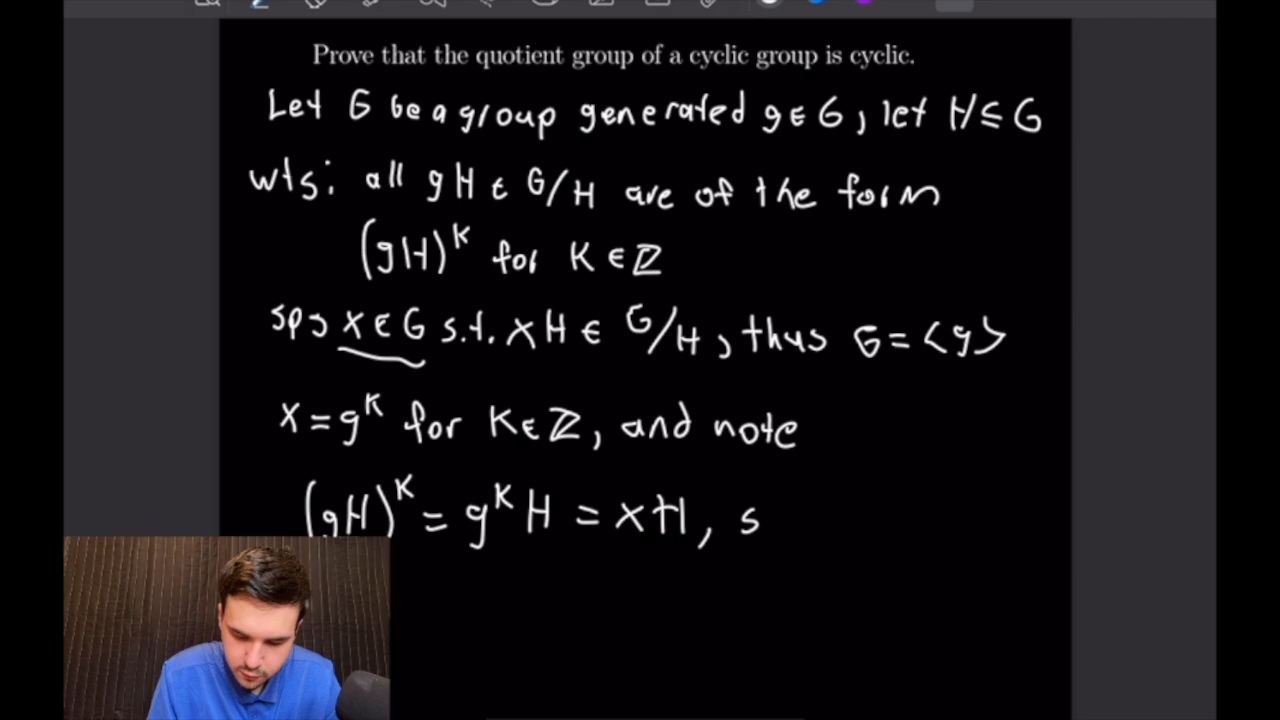 Prove that the quotient group of a cyclic group is cyclic.
Let G be a group generated g ∈ G, let H ≤ G
wts: all gH ∈ G/H are of the form
(gH)^k for k ∈ ℤ
sps x ∈ G s.t. xH ∈ G/H, thus G = <g>
x = g^k for k ∈ ℤ, and note
(gH)^k = g^k H = xH, s